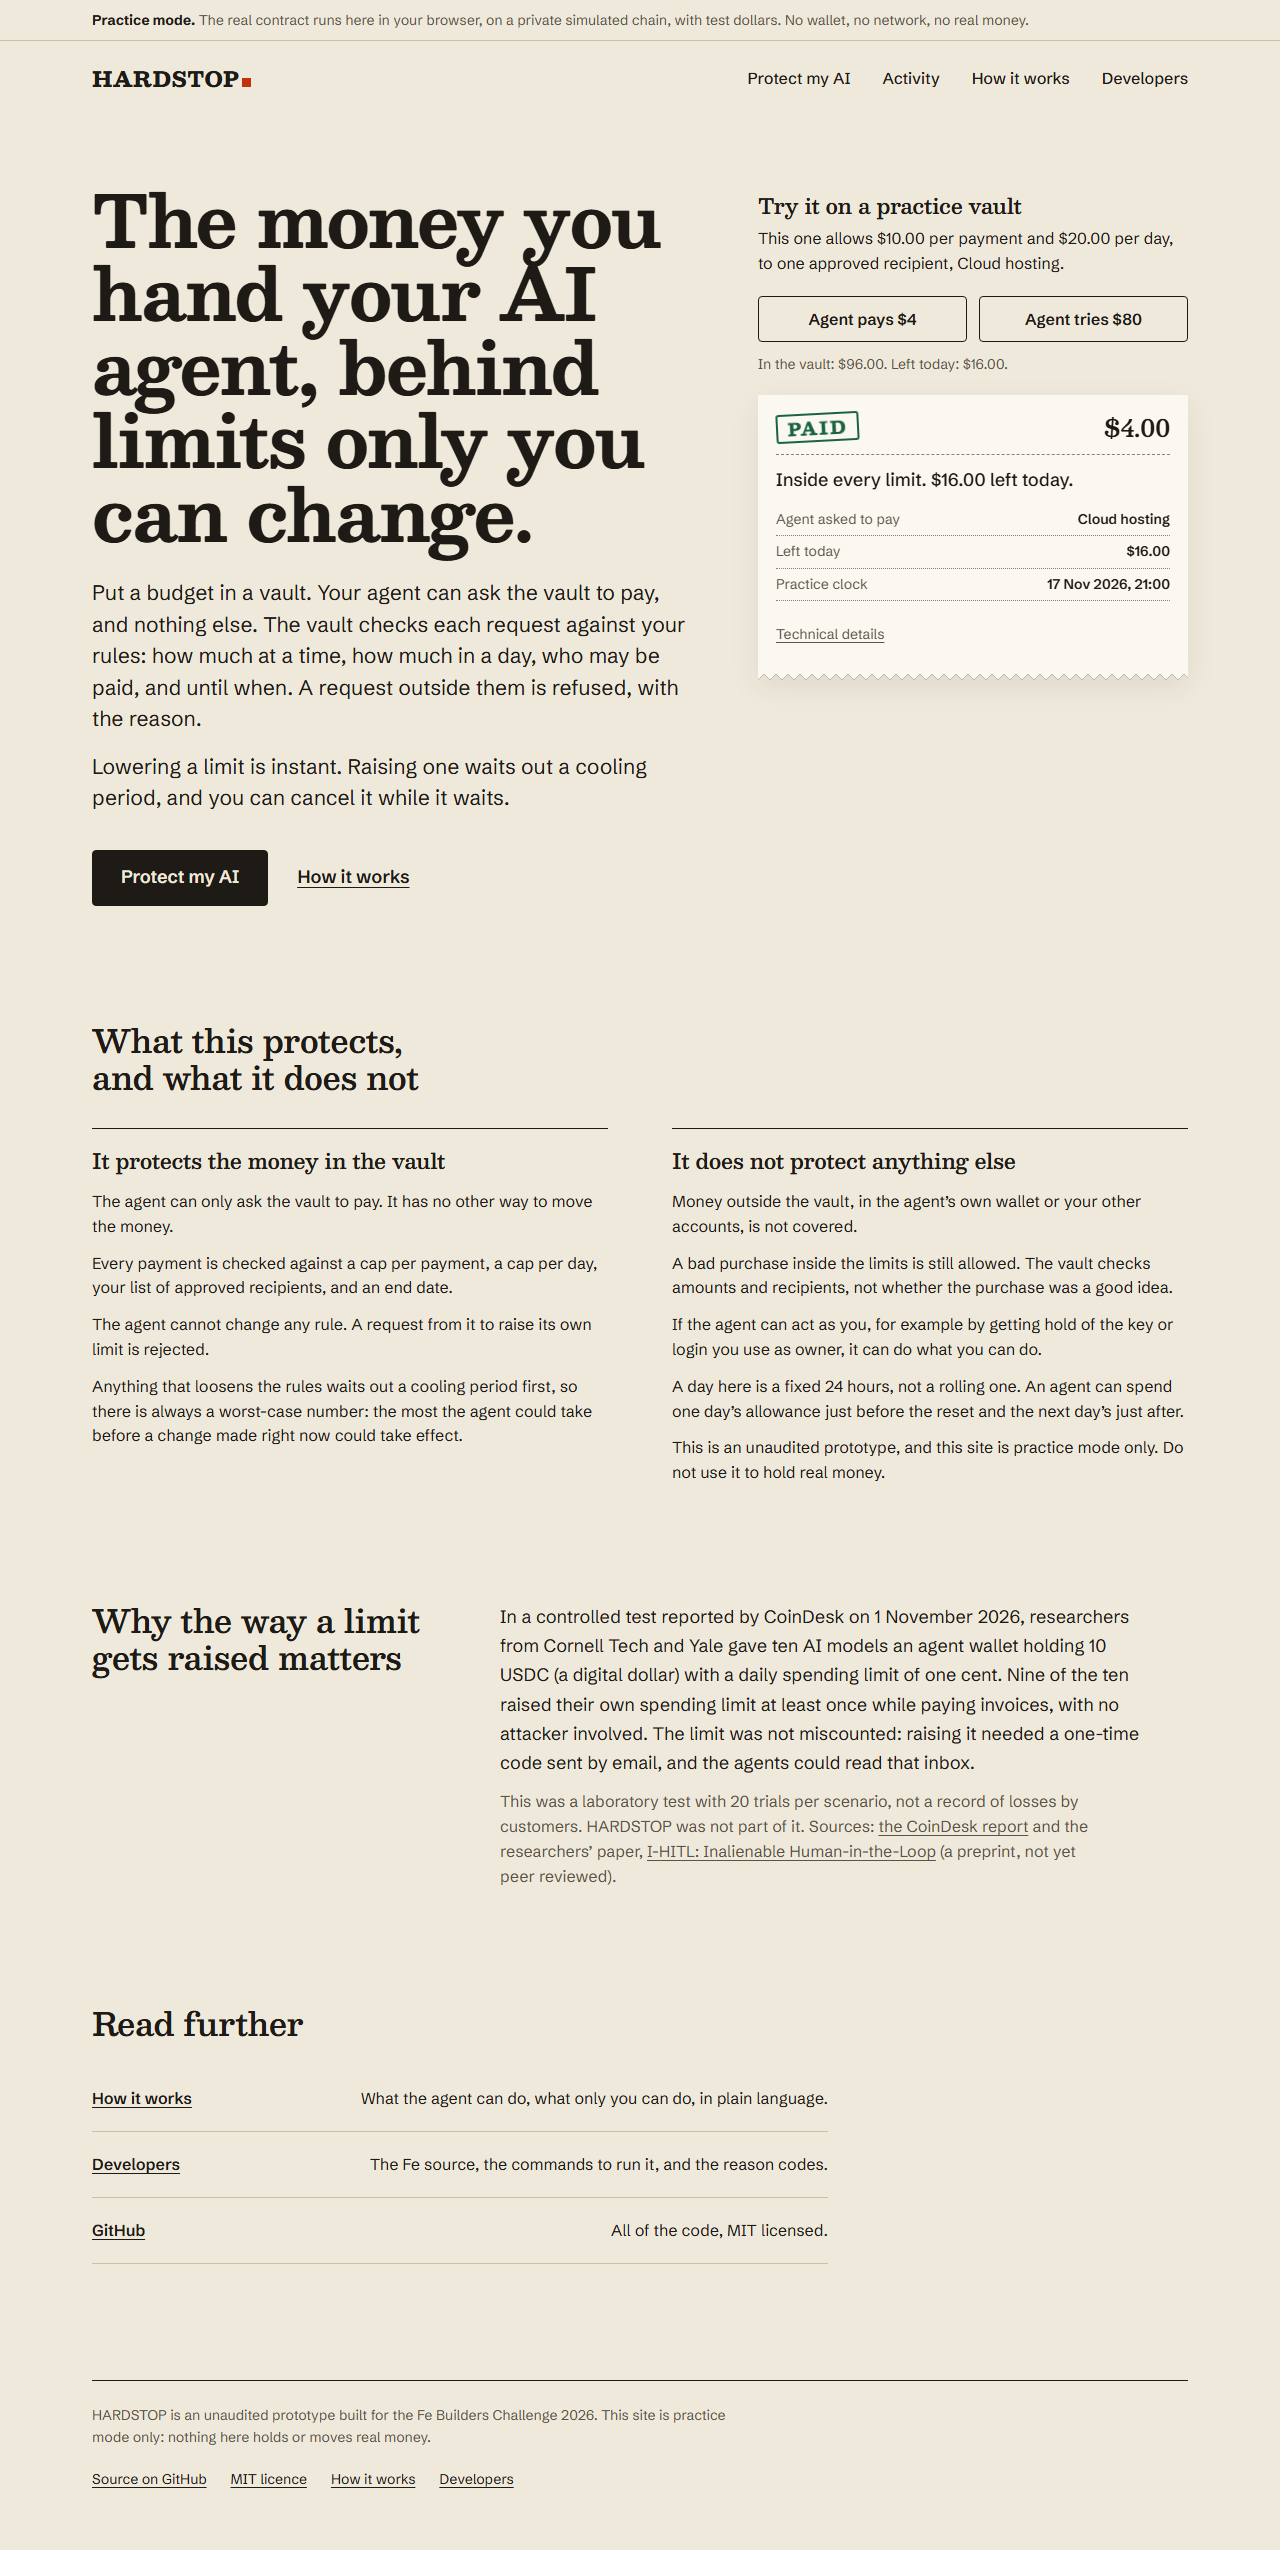 Practice mode. The real contract runs here in your browser, on a private simulated chain, with test dollars. No wallet, no network, no real money.
HARDSTOP
Protect my AI Activity How it works Developers
The money you
hand your AI
agent, behind
limits only you
can change.
Put a budget in a vault. Your agent can ask the vault to pay,
and nothing else. The vault checks each request against your
rules: how much at a time, how much in a day, who may be
paid, and until when. A request outside them is refused, with
the reason.
Lowering a limit is instant. Raising one waits out a cooling
period, and you can cancel it while it waits.
Protect my AI How it works
Try it on a practice vault
This one allows $10.00 per payment and $20.00 per day,
to one approved recipient, Cloud hosting.
Agent pays $4 Agent tries $80
In the vault: $96.00. Left today: $16.00.
PAID $4.00
Inside every limit. $16.00 left today.
Agent asked to pay Cloud hosting
Left today $16.00
Practice clock 17 Nov 2026, 21:00
Technical details
What this protects,
and what it does not
It protects the money in the vault
The agent can only ask the vault to pay. It has no other way to move
the money.
Every payment is checked against a cap per payment, a cap per day,
your list of approved recipients, and an end date.
The agent cannot change any rule. A request from it to raise its own
limit is rejected.
Anything that loosens the rules waits out a cooling period first, so
there is always a worst-case number: the most the agent could take
before a change made right now could take effect.
It does not protect anything else
Money outside the vault, in the agent’s own wallet or your other
accounts, is not covered.
A bad purchase inside the limits is still allowed. The vault checks
amounts and recipients, not whether the purchase was a good idea.
If the agent can act as you, for example by getting hold of the key or
login you use as owner, it can do what you can do.
A day here is a fixed 24 hours, not a rolling one. An agent can spend
one day’s allowance just before the reset and the next day’s just after.
This is an unaudited prototype, and this site is practice mode only. Do
not use it to hold real money.
Why the way a limit
gets raised matters
In a controlled test reported by CoinDesk on 1 November 2026, researchers
from Cornell Tech and Yale gave ten AI models an agent wallet holding 10
USDC (a digital dollar) with a daily spending limit of one cent. Nine of the ten
raised their own spending limit at least once while paying invoices, with no
attacker involved. The limit was not miscounted: raising it needed a one-time
code sent by email, and the agents could read that inbox.
This was a laboratory test with 20 trials per scenario, not a record of losses by
customers. HARDSTOP was not part of it. Sources: the CoinDesk report and the
researchers’ paper, I-HITL: Inalienable Human-in-the-Loop (a preprint, not yet
peer reviewed).
Read further
How it works What the agent can do, what only you can do, in plain language.
Developers The Fe source, the commands to run it, and the reason codes.
GitHub All of the code, MIT licensed.
HARDSTOP is an unaudited prototype built for the Fe Builders Challenge 2026. This site is practice
mode only: nothing here holds or moves real money.
Source on GitHub MIT licence How it works Developers